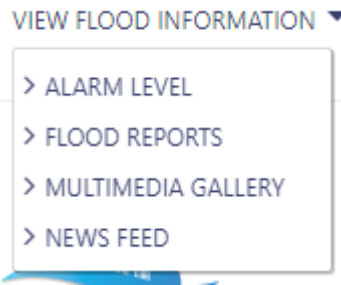 VIEW FLOOD INFORMATION
> ALARM LEVEL
> FLOOD REPORTS
> MULTIMEDIA GALLERY
> NEWS FEED